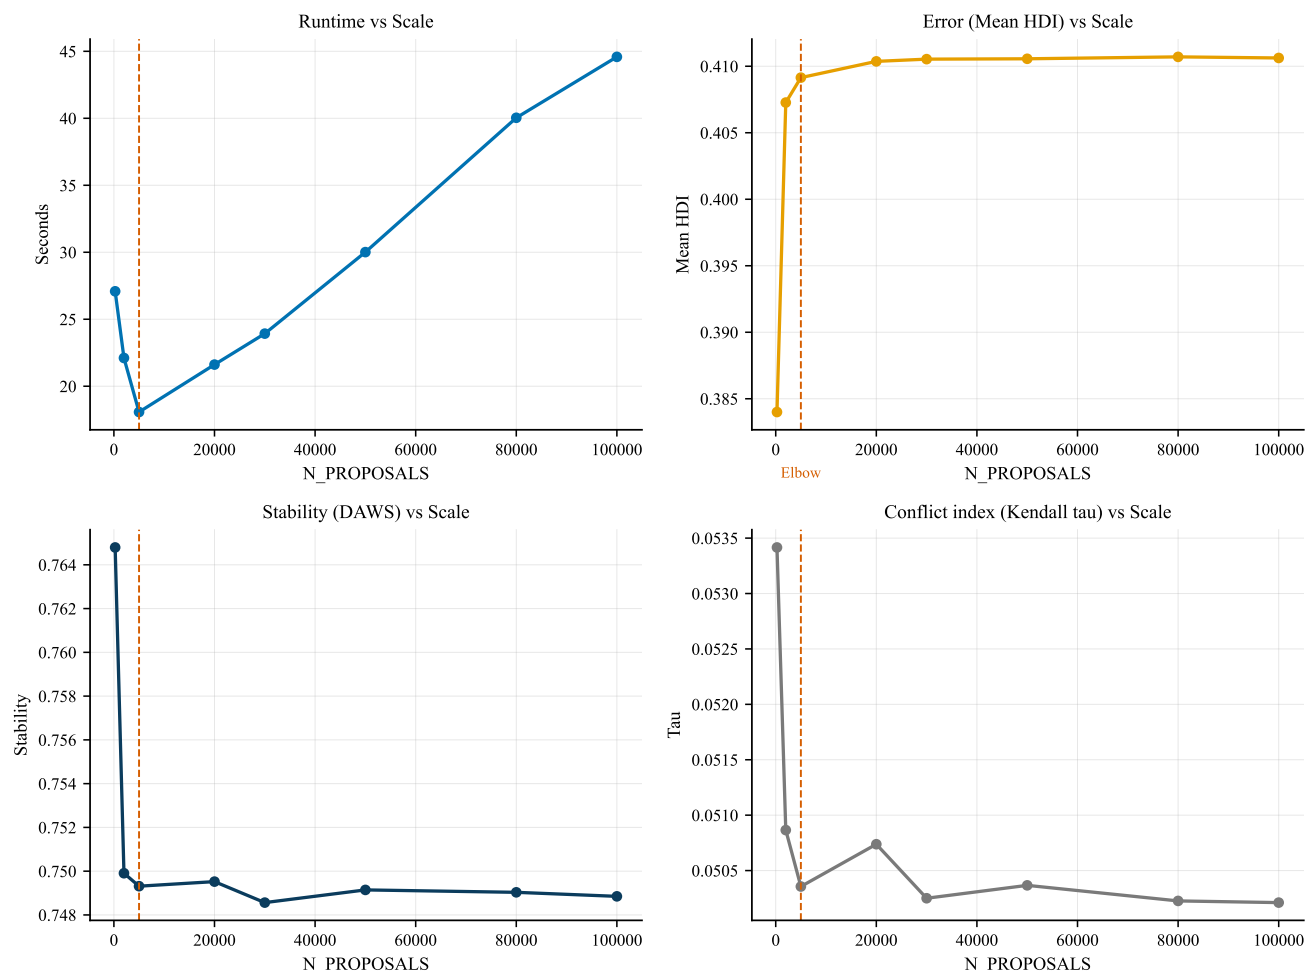 Runtime vs Scale
45
40
35
30
25
20
Seconds
0 20000 40000 60000 80000 100000
N_PROPOSALS
Error (Mean HDI) vs Scale
0.410
0.405
0.400
0.395
0.390
0.385
Mean HDI
0 20000 40000 60000 80000 100000
Elbow
N_PROPOSALS
Stability (DAWS) vs Scale
0.764
0.762
0.760
0.758
0.756
0.754
0.752
0.750
0.748
Stability
0 20000 40000 60000 80000 100000
N_PROPOSALS
Conflict index (Kendall tau) vs Scale
0.0535
0.0530
0.0525
0.0520
0.0515
0.0510
0.0505
Tau
0 20000 40000 60000 80000 100000
N_PROPOSALS